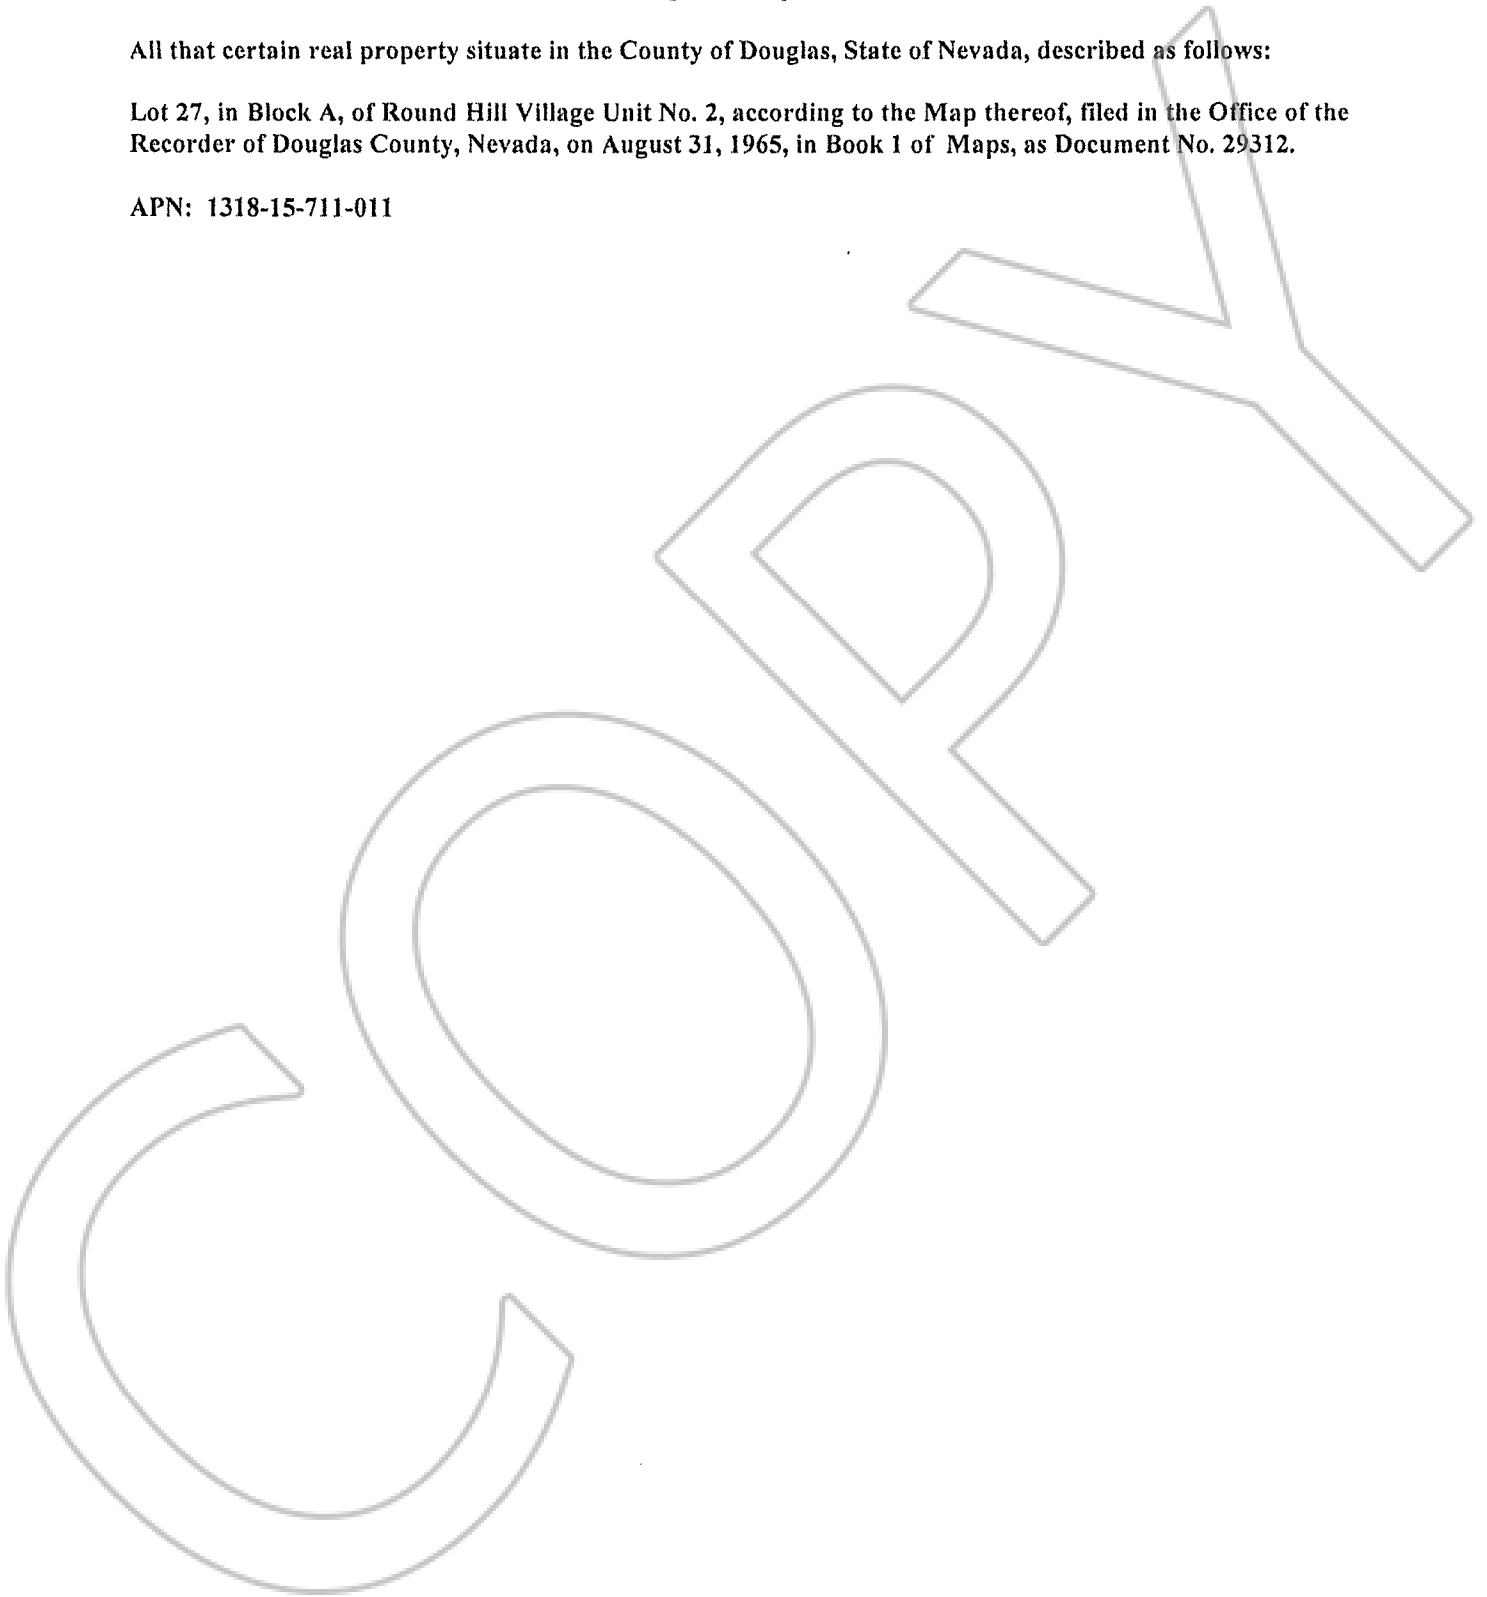 All that certain real property situate in the County of Douglas, State of Nevada, described as follows:
Lot 27, in Block A, of Round Hill Village Unit No. 2, according to the Map thereof, filed in the Office of the
Recorder of Douglas County, Nevada, on August 31, 1965, in Book 1 of Maps, as Document No. 29312.
APN: 1318-15-711-011
COPY